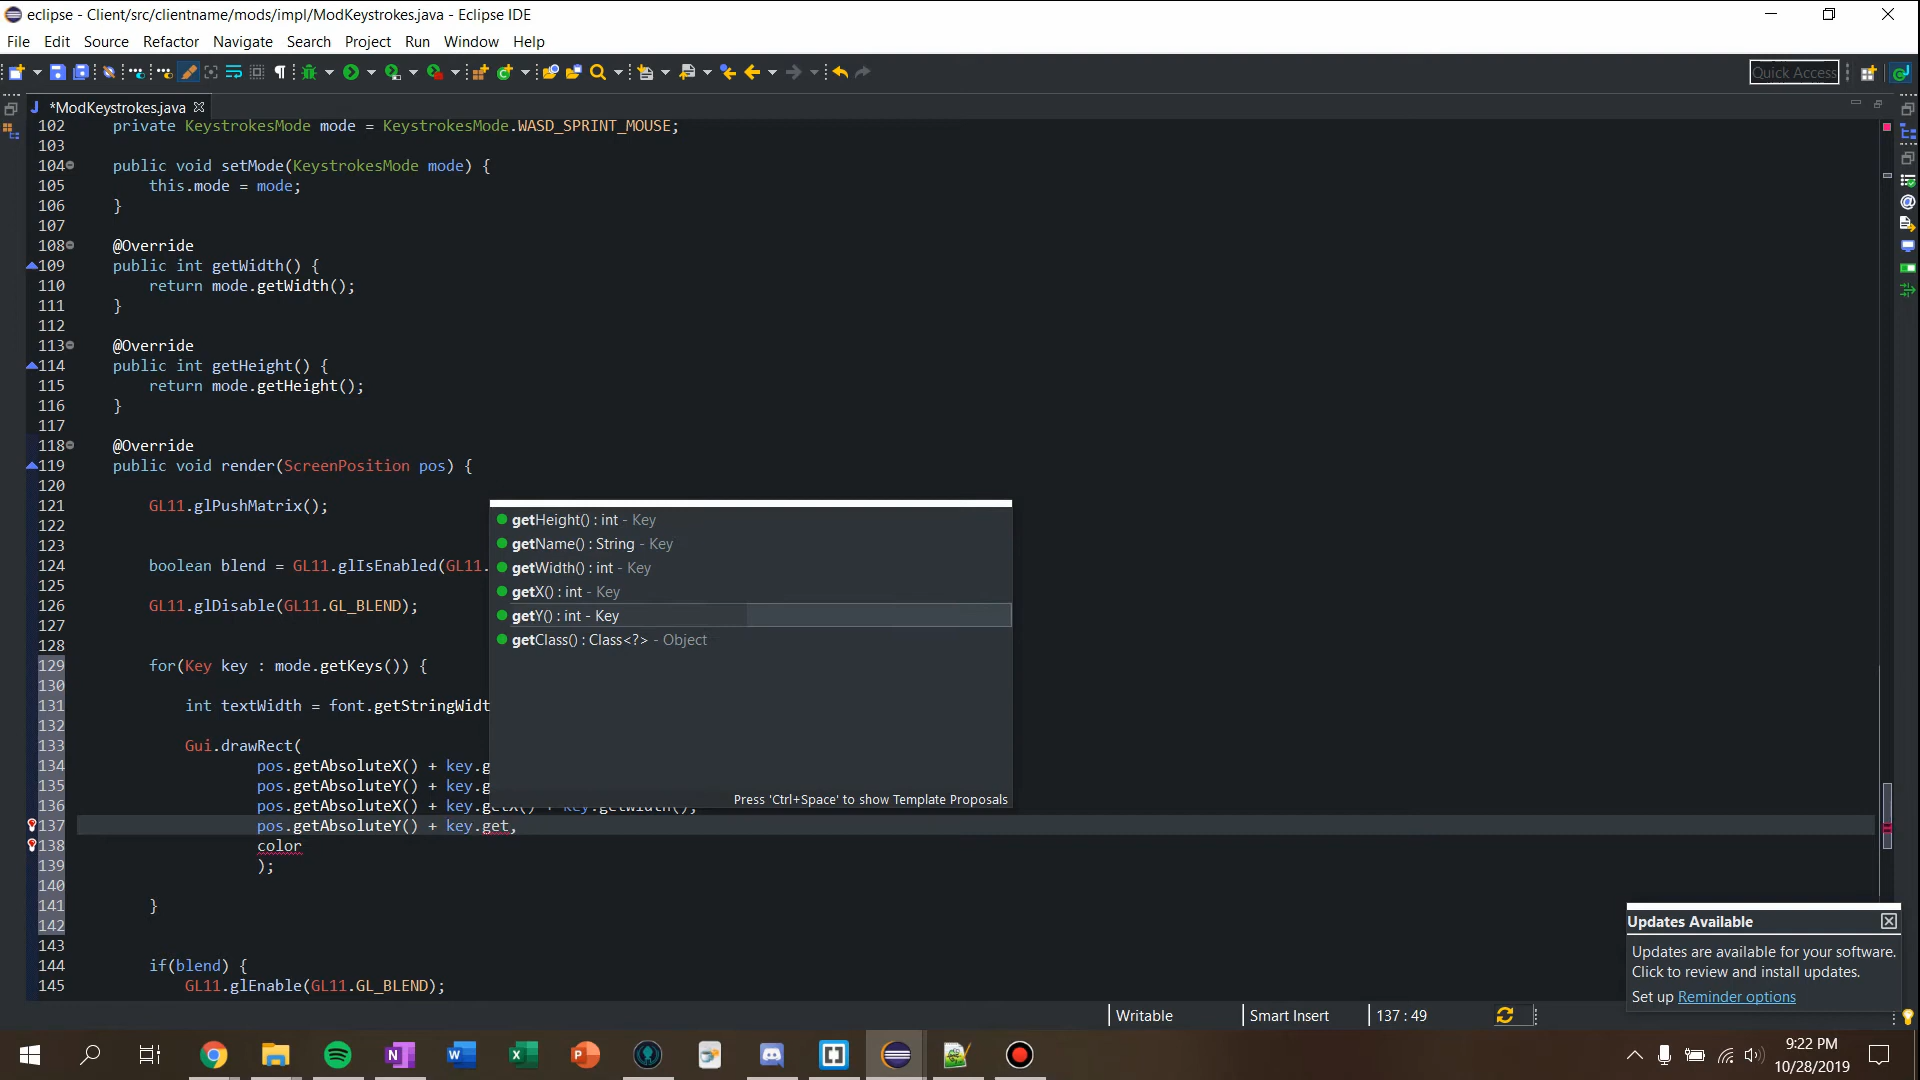 eclipse - Client/src/clientname/mods/impl/ModKeystrokes.java - Eclipse IDE
File Edit Source Refactor Navigate Search Project Run Window Help
Quick Access
*ModKeystrokes.java
102 private KeystrokesMode mode = KeystrokesMode.WASD_SPRINT_MOUSE;
103
104 public void setMode(KeystrokesMode mode) {
105 this.mode = mode;
106 }
107
108 @Override
109 public int getWidth() {
110 return mode.getWidth();
111 }
112
113 @Override
114 public int getHeight() {
115 return mode.getHeight();
116 }
117
118 @Override
119 public void render(ScreenPosition pos) {
120
121 GL11.glPushMatrix();
122
123
124 boolean blend = GL11.glIsEnabled(GL11.
125
126 GL11.glDisable(GL11.GL_BLEND);
127
128
129 for(Key key : mode.getKeys()) {
130
131 int textWidth = font.getStringWidt
132
133 Gui.drawRect(
134 pos.getAbsoluteX() + key.g
135 pos.getAbsoluteY() + key.g
136 pos.getAbsoluteX() + key.getX() + key.getWidth(),
137 pos.getAbsoluteY() + key.get,
138 color
139 );
140
141 }
142
143
144 if(blend) {
145 GL11.glEnable(GL11.GL_BLEND);
getHeight() : int - Key
getName() : String - Key
getWidth() : int - Key
getX() : int - Key
getY() : int - Key
getClass() : Class<?> - Object
Press 'Ctrl+Space' to show Template Proposals
Updates Available
Updates are available for your software.
Click to review and install updates.
Set up Reminder options
Writable Smart Insert 137 : 49
9:22 PM
10/28/2019